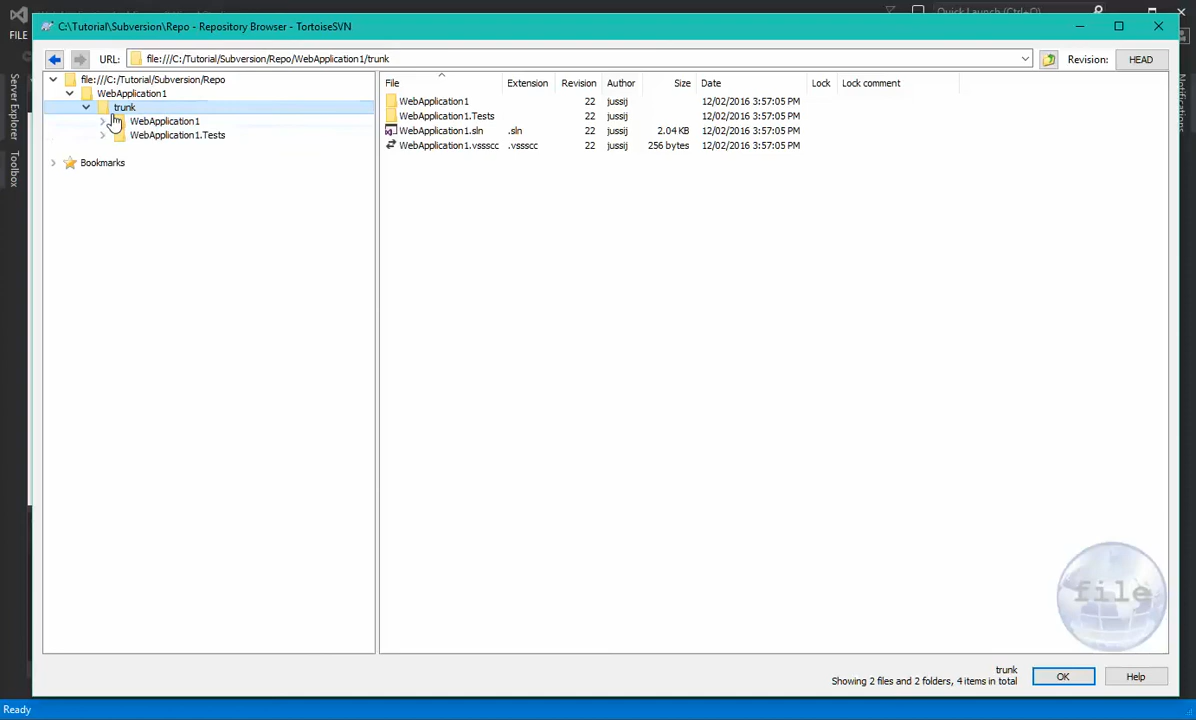 C:\Tutorial\Subversion\Repo - Repository Browser - TortoiseSVN
FILE
URL: file:///C:/Tutorial/Subversion/Repo/WebApplication1/trunk Revision: HEAD
file:///C:/Tutorial/Subversion/Repo
WebApplication1
trunk
WebApplication1
WebApplication1.Tests
Bookmarks
File Extension Revision Author Size Date Lock Lock comment
WebApplication1 22 jussij 12/02/2016 3:57:05 PM
WebApplication1.Tests 22 jussij 12/02/2016 3:57:05 PM
WebApplication1.sln .sln 22 jussij 2.04 KB 12/02/2016 3:57:05 PM
WebApplication1.vssscc .vssscc 22 jussij 256 bytes 12/02/2016 3:57:05 PM
Server Explorer
Toolbox
Quick Launch (Ctrl+Q)
Notifications
file
trunk
Showing 2 files and 2 folders, 4 items in total
OK Help
Ready